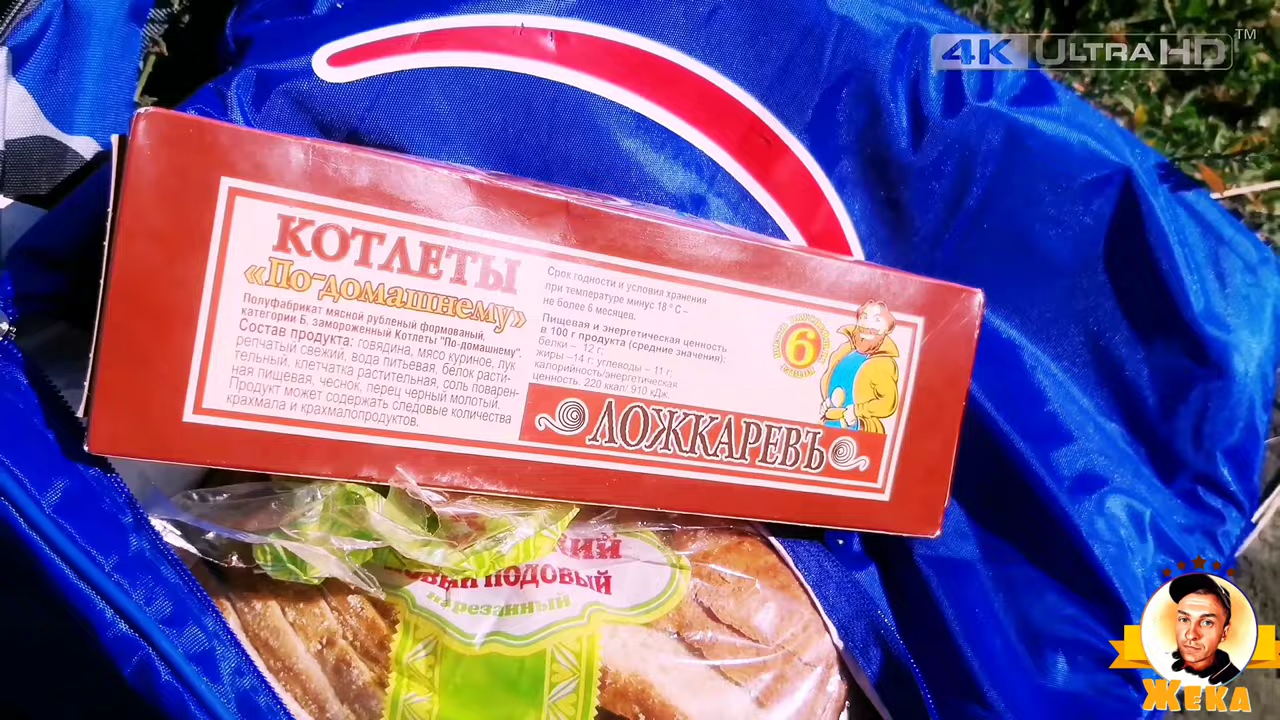 4K ULTRA HD™
КОТЛЕТЫ
«По-домашнему»
Полуфабрикат мясной рубленый формованый,
категории Б, замороженный Котлеты "По-домашнему".
Состав продукта: говядина, мясо куриное, лук
репчатый свежий, вода питьевая, белок расти-
тельный, клетчатка растительная, соль поварен-
ная пищевая, чеснок, перец черный молотый.
Продукт может содержать следовые количества
крахмала и крахмалопродуктов.
Срок годности и условия хранения
при температуре минус 18 ° С –
не более 6 месяцев.
Пищевая и энергетическая ценность
в 100 г продукта (средние значения):
белки – 12 г;
жиры –14 г; углеводы – 11 г;
калорийность/энергетическая
ценность: 220 ккал/ 910 кДж.
6
ЛОЖКАРЕВЪ
подовый
нарезанный
ЖЕКА